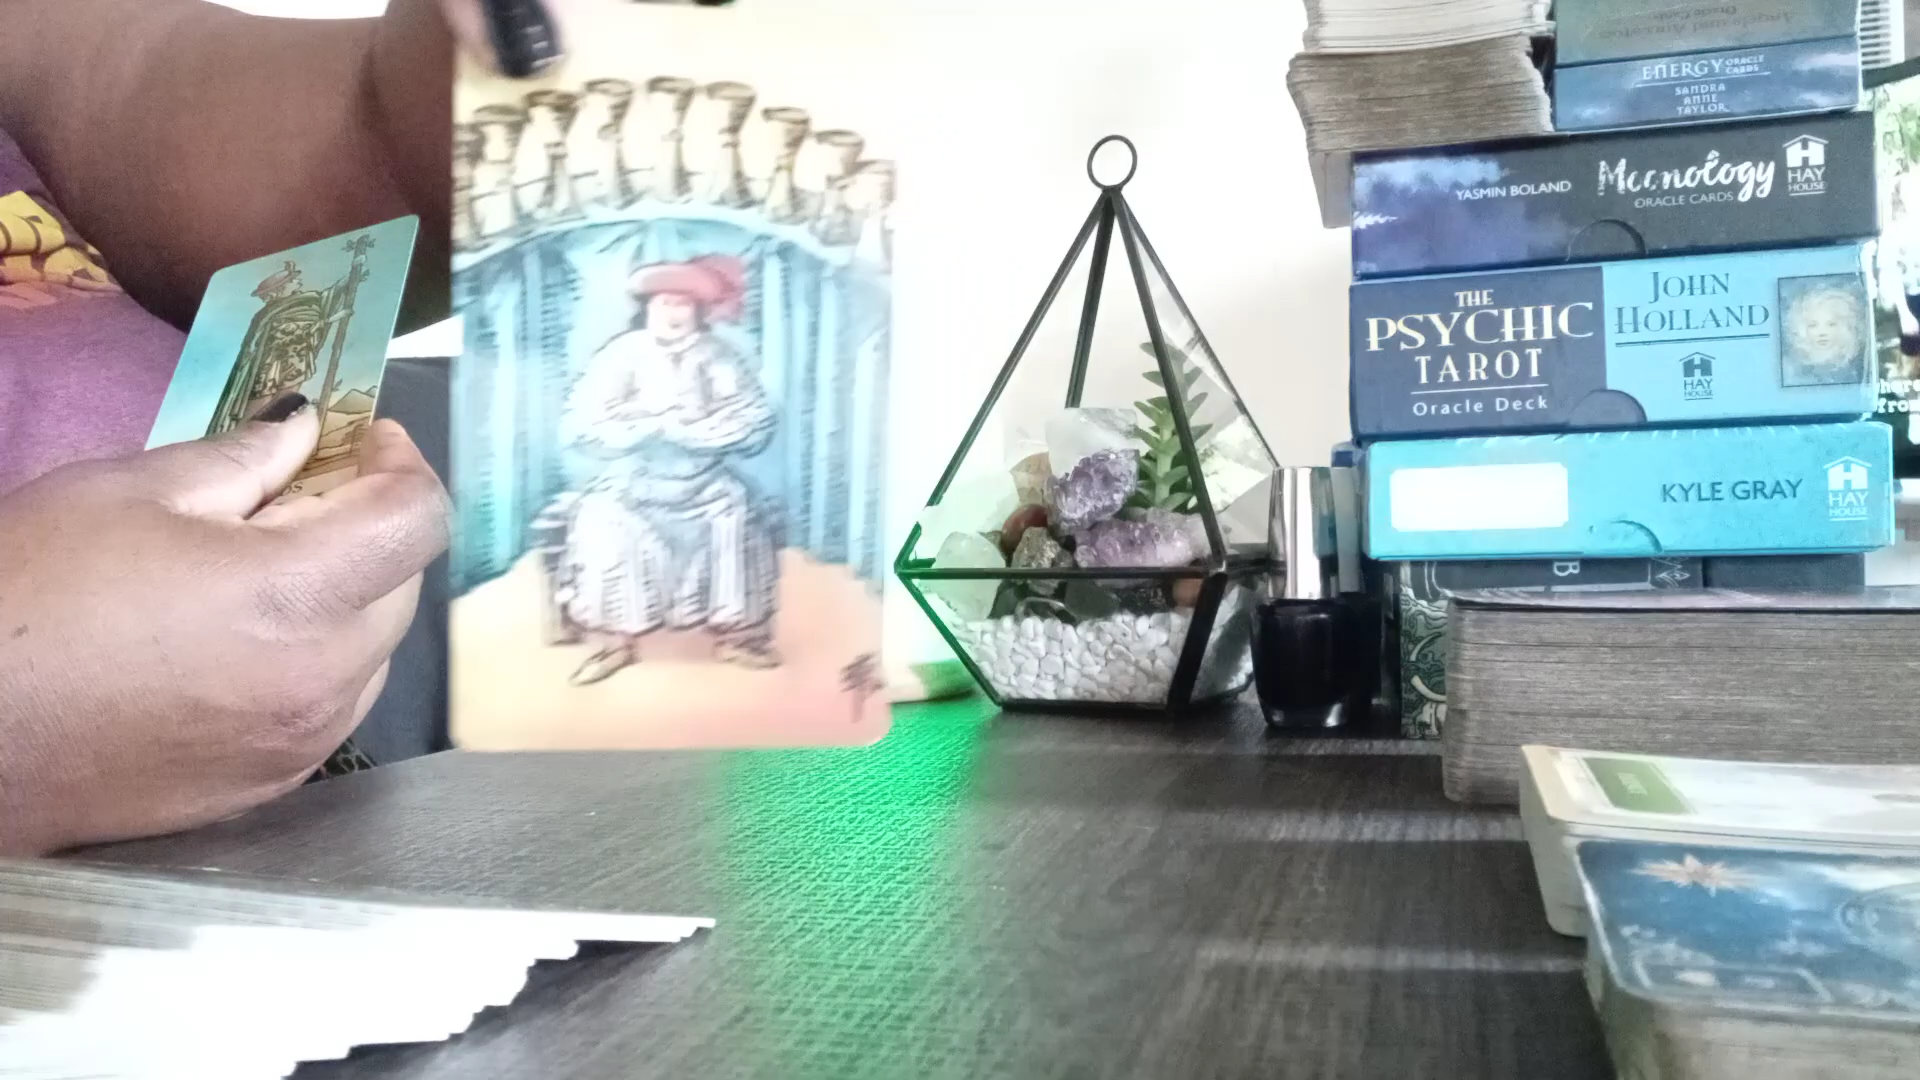 ENERGY ORACLE CARDS
SANDRA
ANNE
TAYLOR
YASMIN BOLAND
Moonology
ORACLE CARDS
HAY
HOUSE
THE
PSYCHIC
TAROT
Oracle Deck
JOHN
HOLLAND
HAY
HOUSE
KYLE GRAY
HAY
HOUSE
B